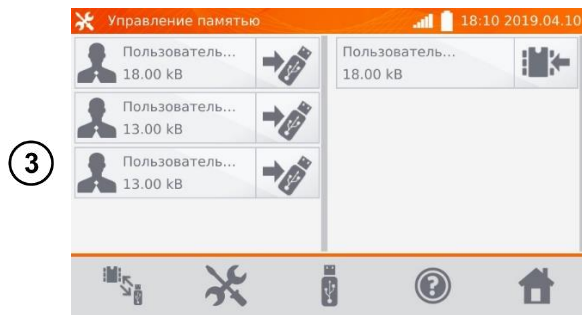 Управление памятью
18:10 2019.04.10
Пользователь...
18.00 kB
Пользователь...
13.00 kB
Пользователь...
13.00 kB
Пользователь...
18.00 kB
3
?